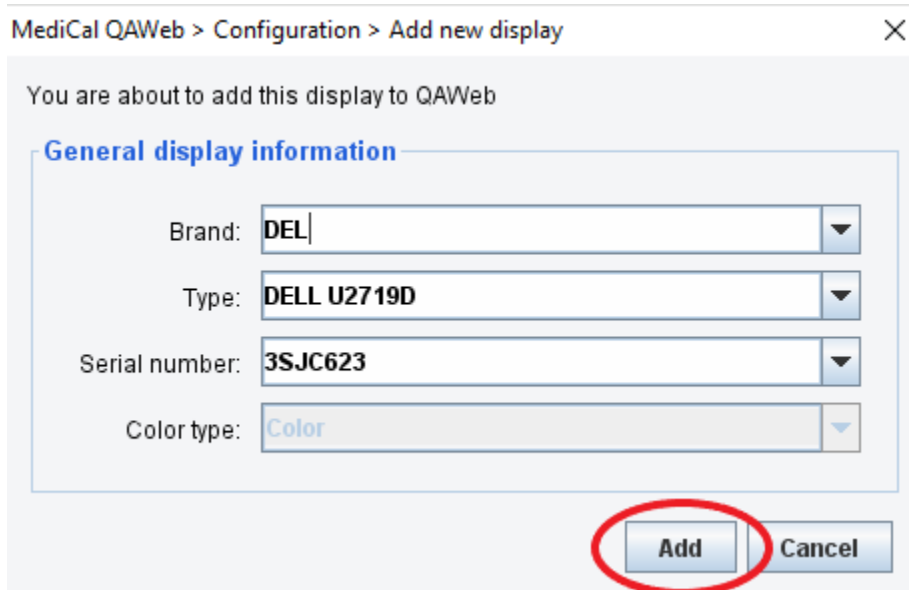 MediCal QAWeb > Configuration > Add new display
You are about to add this display to QAWeb
General display information
Brand: DEL
Type: DELL U2719D
Serial number: 3SJC623
Color type: Color
Add Cancel